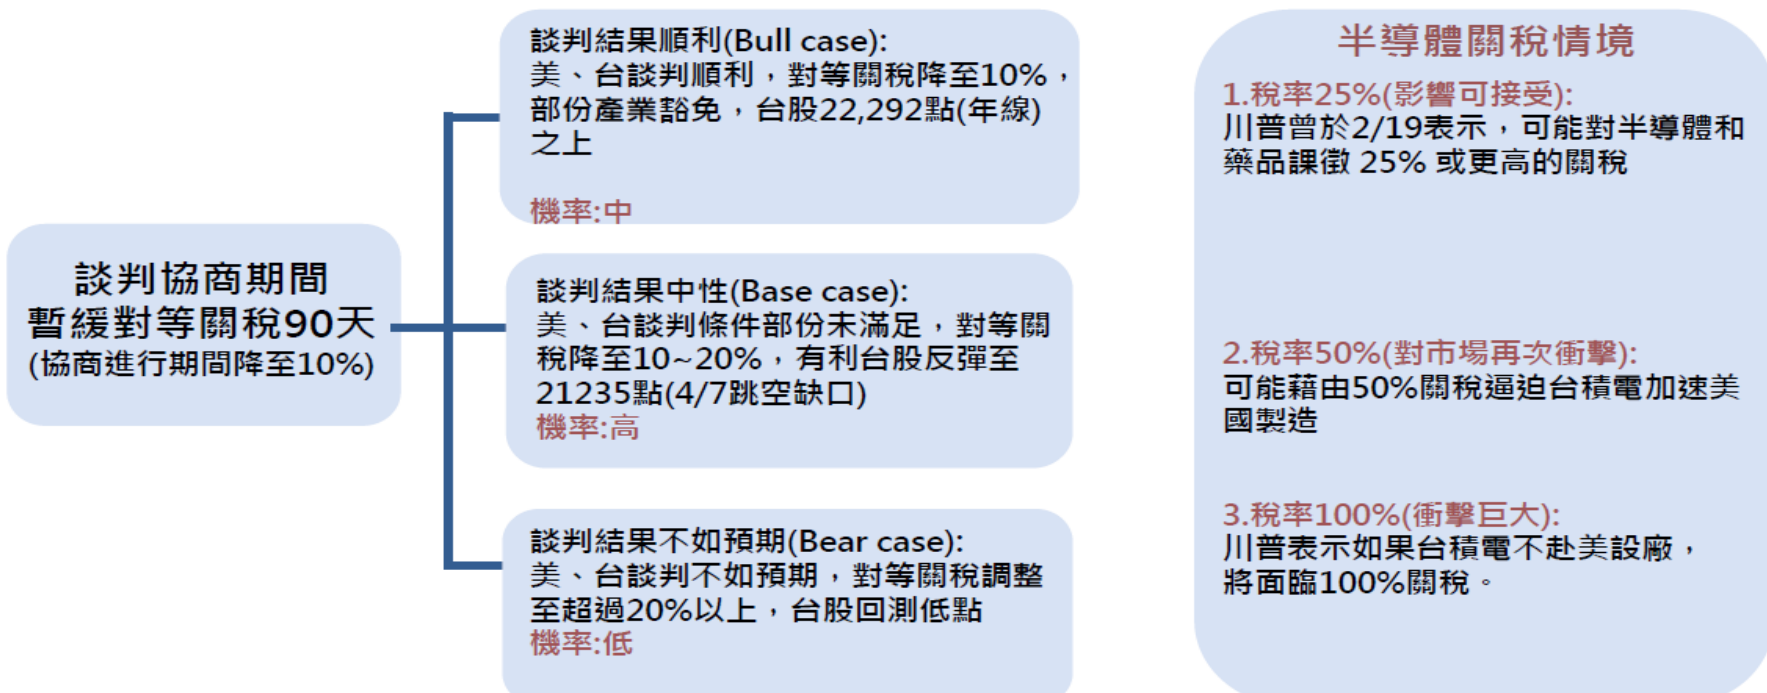 談判協商期間
暫緩對等關稅90天
(協商進行期間降至10%)
談判結果順利(Bull case):
美、台談判順利，對等關稅降至10%，
部份產業豁免，台股22,292點(年線)
之上
機率:中
談判結果中性(Base case):
美、台談判條件部份未滿足，對等關
稅降至10~20%，有利台股反彈至
21235點(4/7跳空缺口)
機率:高
談判結果不如預期(Bear case):
美、台談判不如預期，對等關稅調整
至超過20%以上，台股回測低點
機率:低
半導體關稅情境
1.稅率25%(影響可接受):
川普曾於2/19表示，可能對半導體和
藥品課徵 25% 或更高的關稅
2.稅率50%(對市場再次衝擊):
可能藉由50%關稅逼迫台積電加速美
國製造
3.稅率100%(衝擊巨大):
川普表示如果台積電不赴美設廠，
將面臨100%關稅。